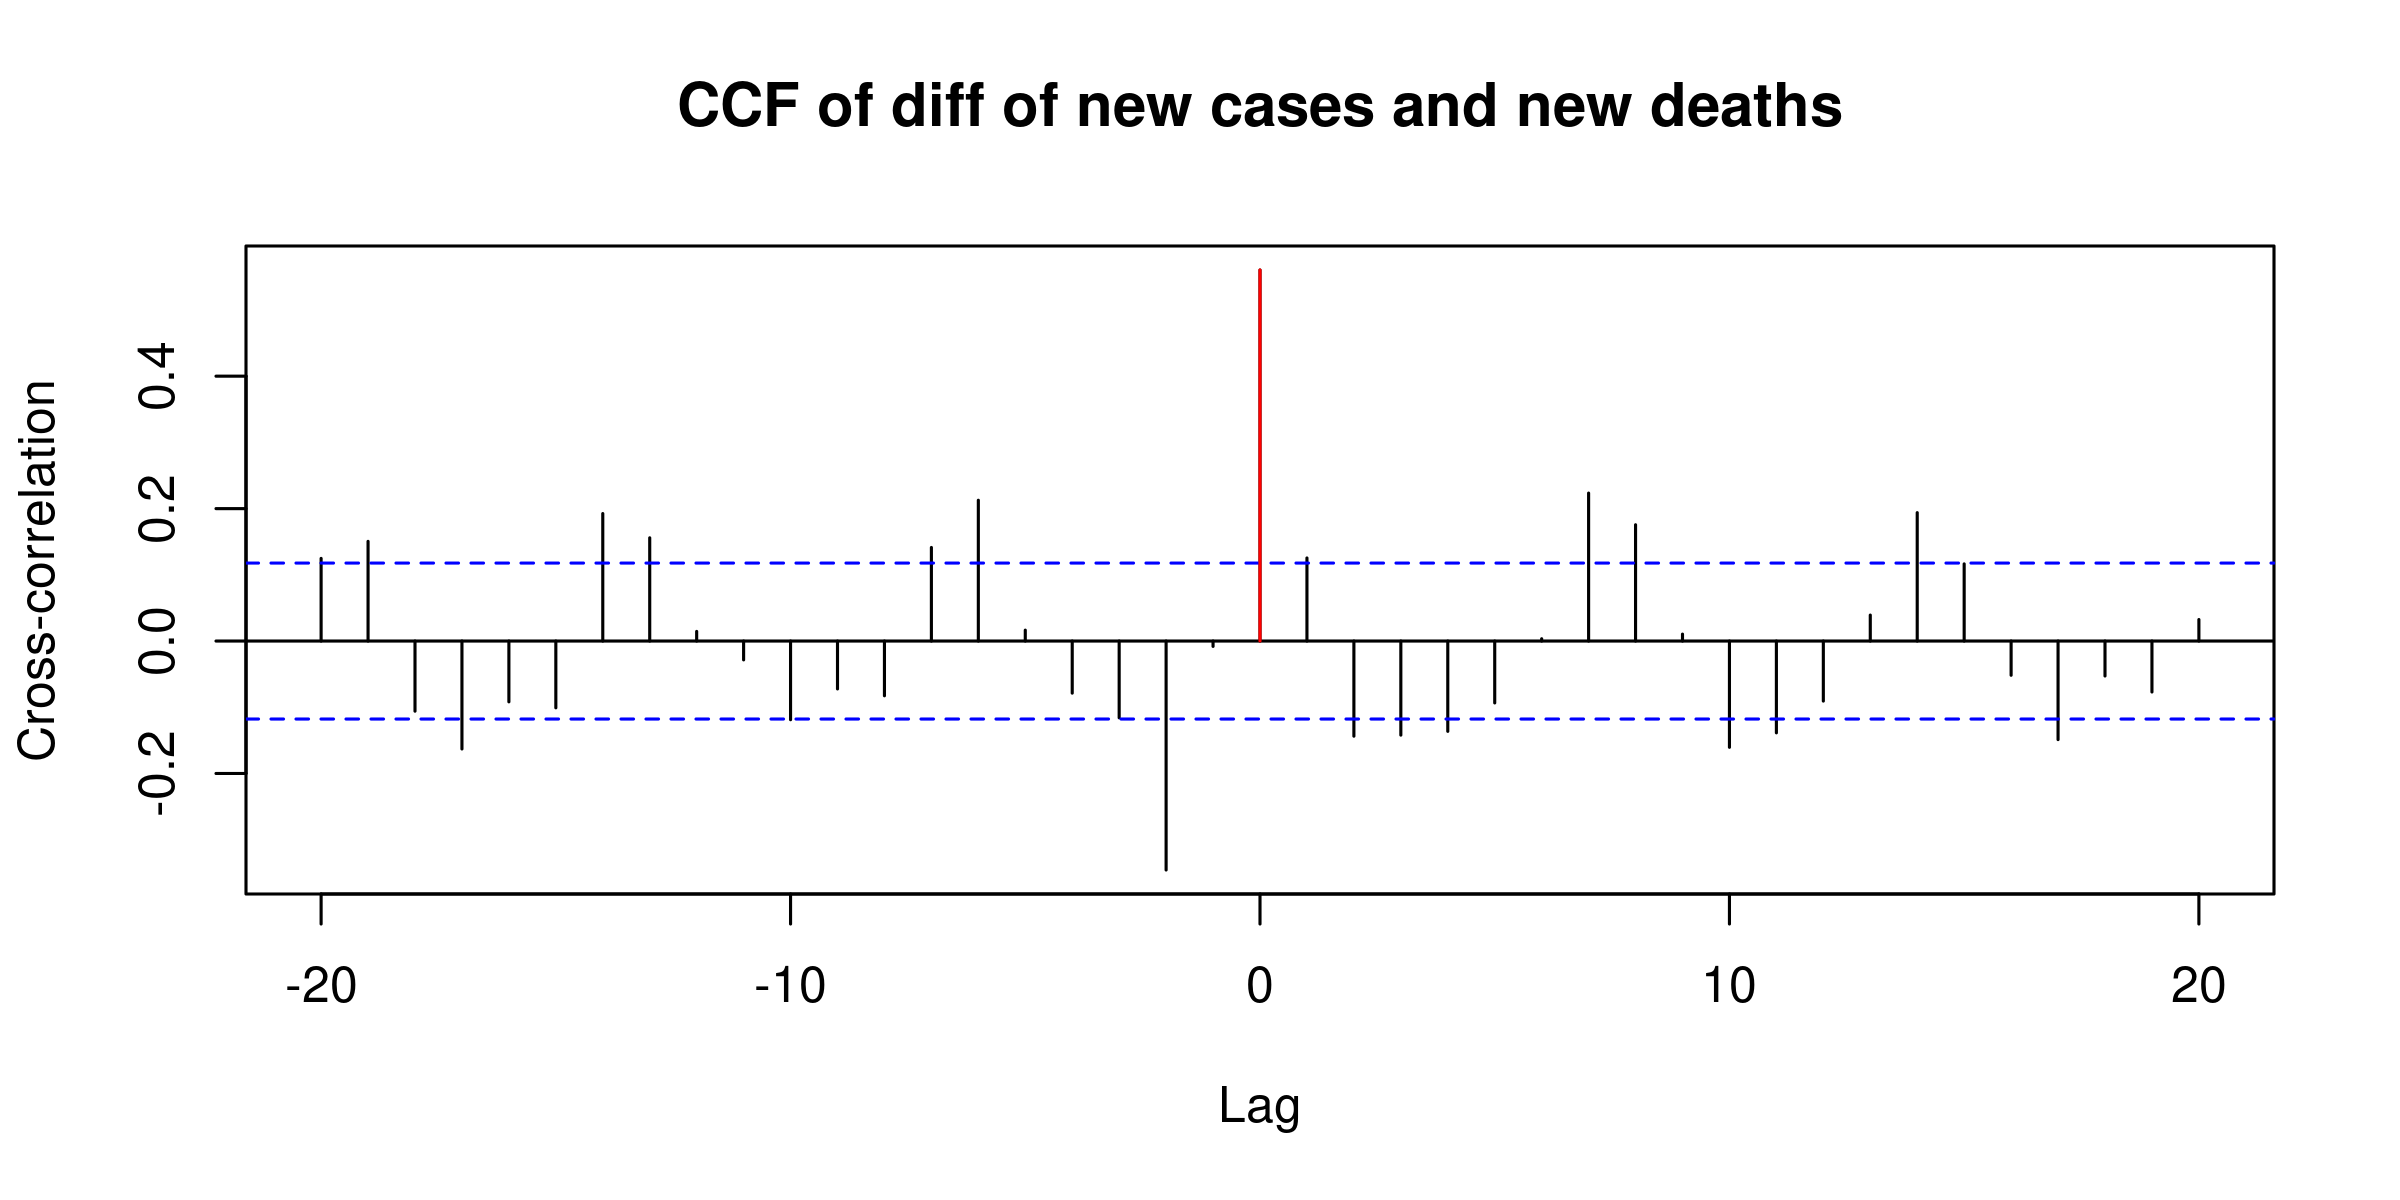 CCF of diff of new cases and new deaths
Cross-correlation
0.4
0.2
0.0
-0.2
-20 -10 0 10 20
Lag